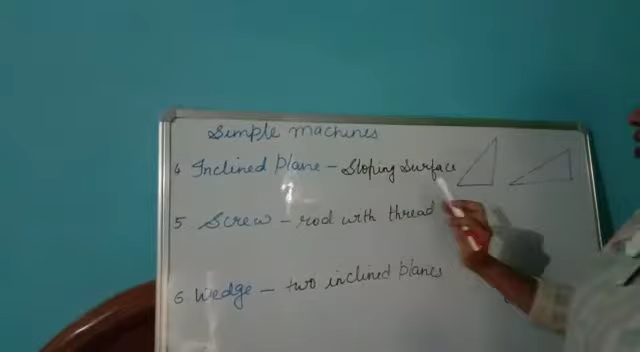 Simple machines
4 Inclined plane - Sloping surface
5 Screw - rod with thread
6 Wedge - two inclined planes